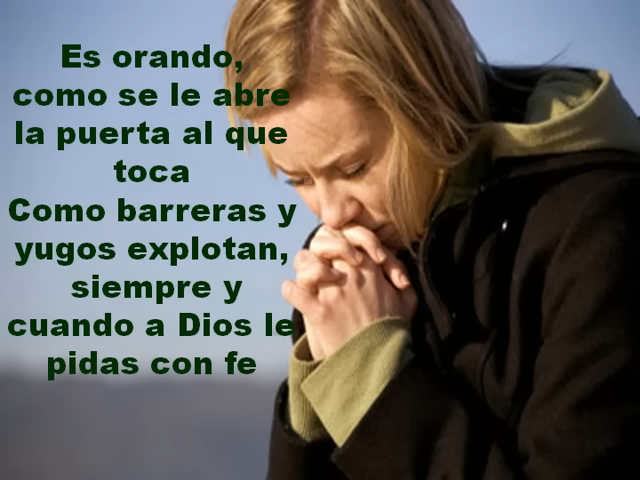 Es orando,
como se le abre
la puerta al que
toca
Como barreras y
yugos explotan,
siempre y
cuando a Dios le
pidas con fe